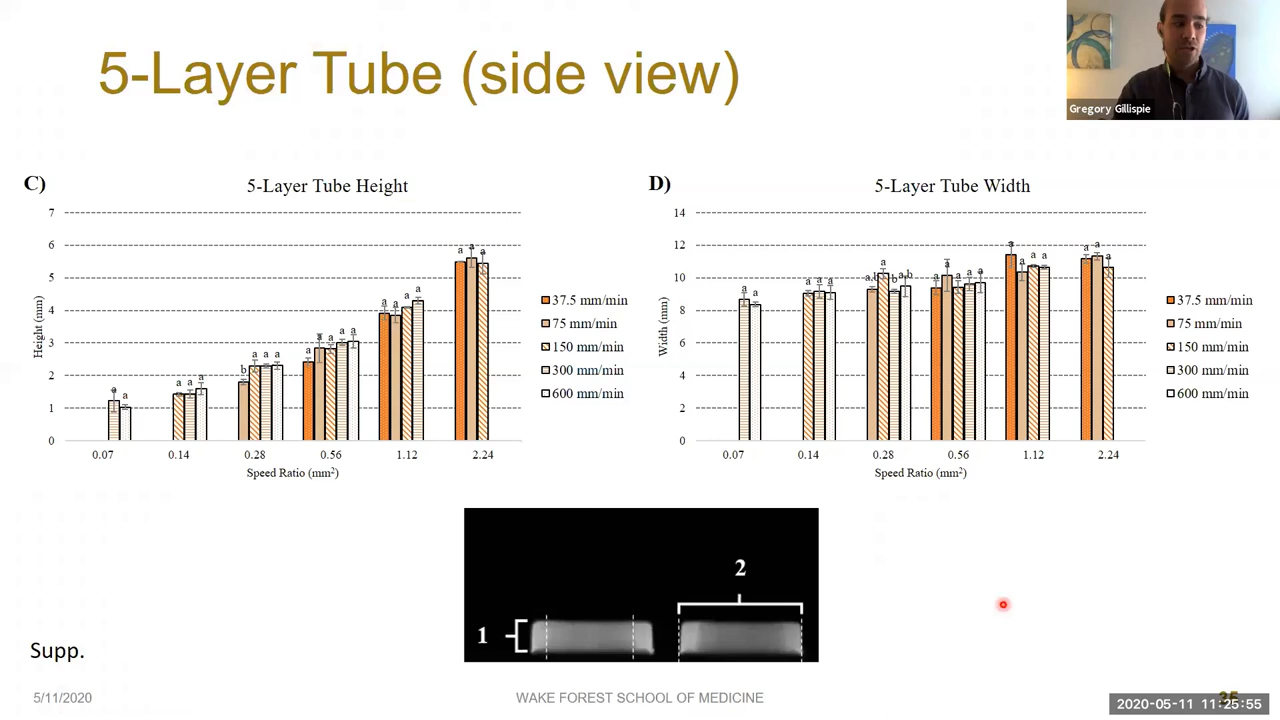 5-Layer Tube (side view)
Gregory Gillispie
C)
5-Layer Tube Height
7
6
5
4
3
2
1
0
Height (mm)
a a
a a a
b a a a
a a a a a
a a a a
a a a
0.07 0.14 0.28 0.56 1.12 2.24
Speed Ratio (mm²)
37.5 mm/min
75 mm/min
150 mm/min
300 mm/min
600 mm/min
D)
5-Layer Tube Width
14
12
10
8
6
4
2
0
Width (mm)
a a
a a a
a,b a b a,b
a a a a a
a a a a
a a a
0.07 0.14 0.28 0.56 1.12 2.24
Speed Ratio (mm²)
37.5 mm/min
75 mm/min
150 mm/min
300 mm/min
600 mm/min
1
2
Supp.
5/11/2020
WAKE FOREST SCHOOL OF MEDICINE
2020-05-11 11:25:55